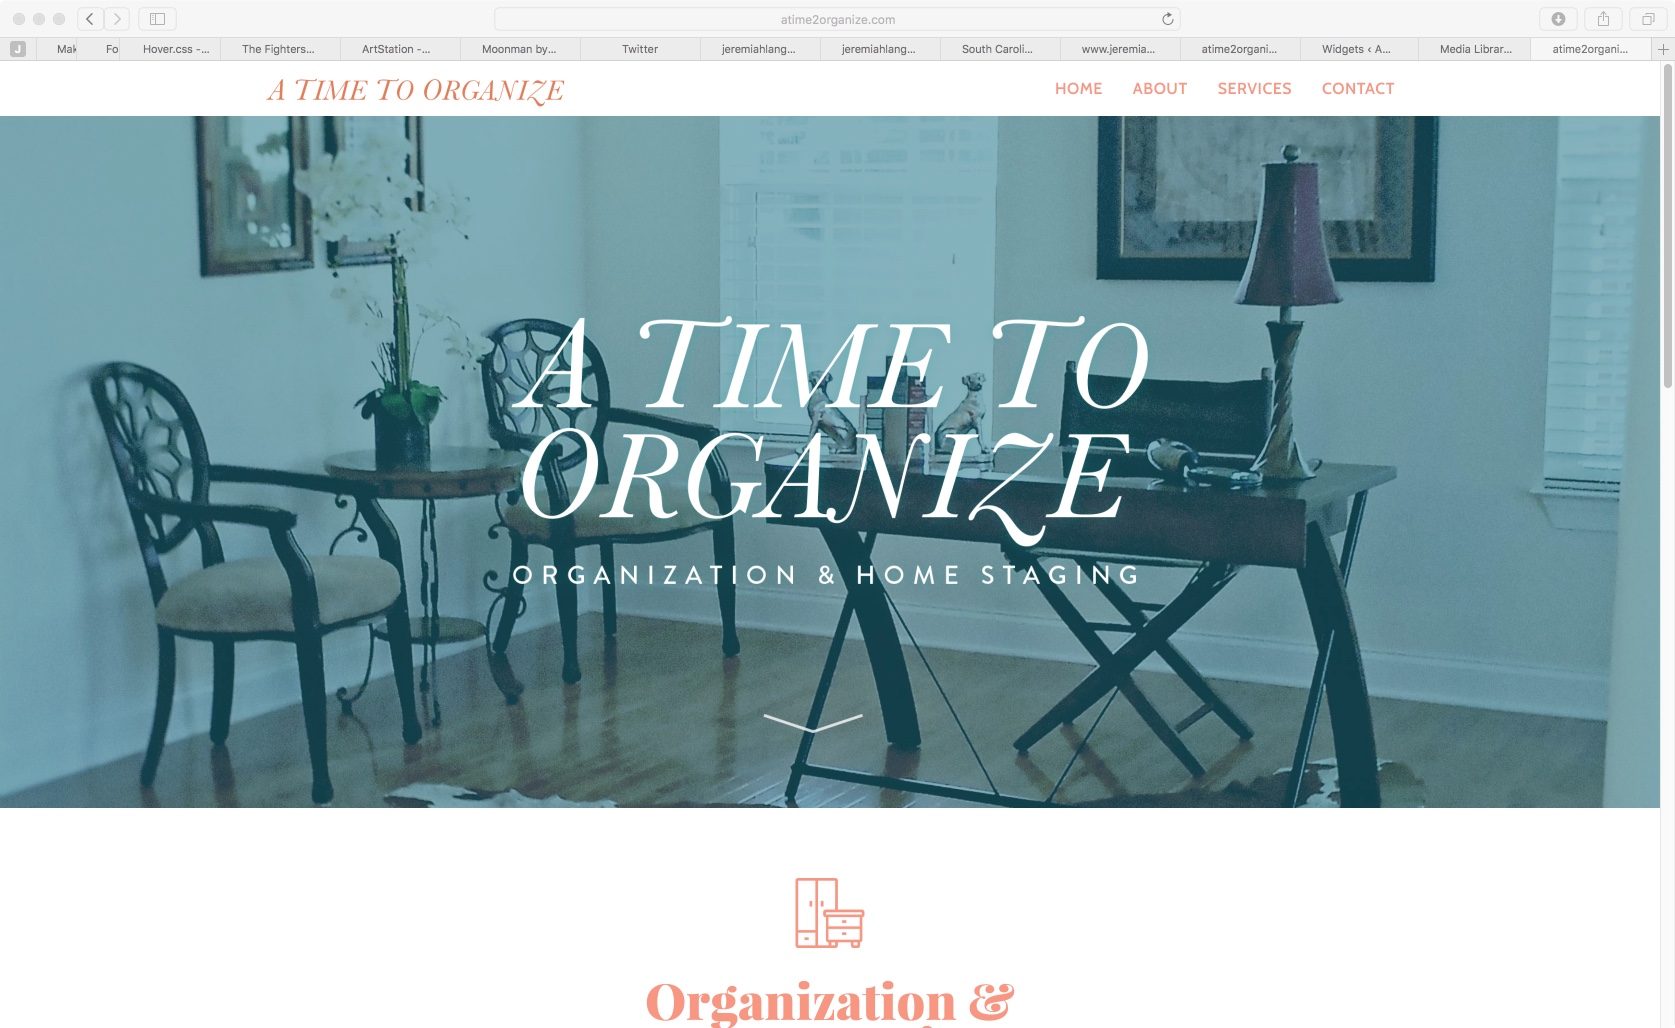 atime2organize.com
J
Mak
Fo
Hover.css -...
The Fighters...
ArtStation -...
Moonman by...
Twitter
jeremiahlang...
jeremiahlang...
South Caroli...
www.jeremia...
atime2organi...
Widgets ‹ A...
Media Librar...
atime2organi...
A TIME TO ORGANIZE
HOME
ABOUT
SERVICES
CONTACT
A TIME TO
ORGANIZE
ORGANIZATION & HOME STAGING
Organization &